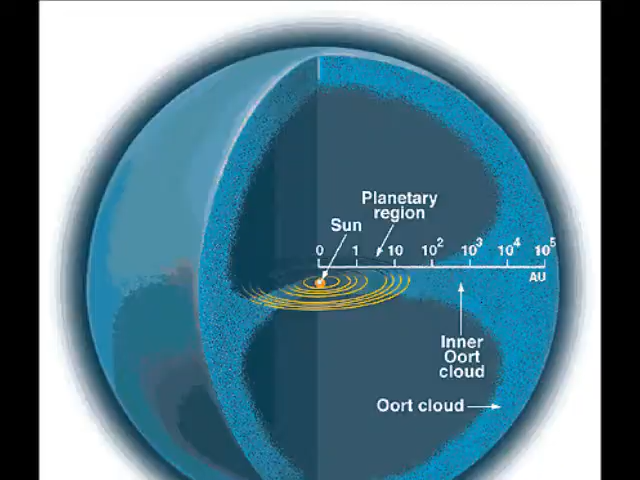 Planetary
region
Sun
0 1 10 10² 10³ 10⁴ 10⁵
AU
Inner
Oort
cloud
Oort cloud